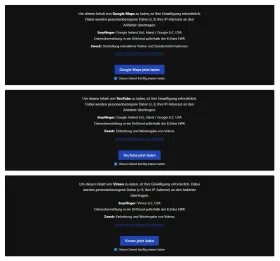 Um diesen Inhalt von Google Maps zu laden, ist Ihre Einwilligung erforderlich.
Dabei werden personenbezogene Daten (z. B. Ihre IP-Adresse) an den
Anbieter übertragen.
Empfänger: Google Ireland Ltd, Irland / Google LLC, USA
Datenübermittlung in ein Drittland außerhalb der EU/des EWR
Zweck: Darstellung interaktiver Karten und Standortinformationen
Google Maps jetzt laden
Diesen Dienst künftig immer laden
Um diesen Inhalt von YouTube zu laden, ist Ihre Einwilligung erforderlich.
Dabei werden personenbezogene Daten (z. B. Ihre IP-Adresse) an den
Anbieter übertragen.
Empfänger: Google Ireland Ltd, Irland / Google LLC, USA
Datenübermittlung in ein Drittland außerhalb der EU/des EWR
Zweck: Einbettung und Wiedergabe von Videos
YouTube jetzt laden
Diesen Dienst künftig immer laden
Um diesen Inhalt von Vimeo zu laden, ist Ihre Einwilligung erforderlich. Dabei
werden personenbezogene Daten (z. B. Ihre IP-Adresse) an den Anbieter
übertragen.
Empfänger: Vimeo LLC, USA
Datenübermittlung in ein Drittland außerhalb der EU/des EWR
Zweck: Einbettung und Wiedergabe von Videos
Vimeo jetzt laden
Diesen Dienst künftig immer laden